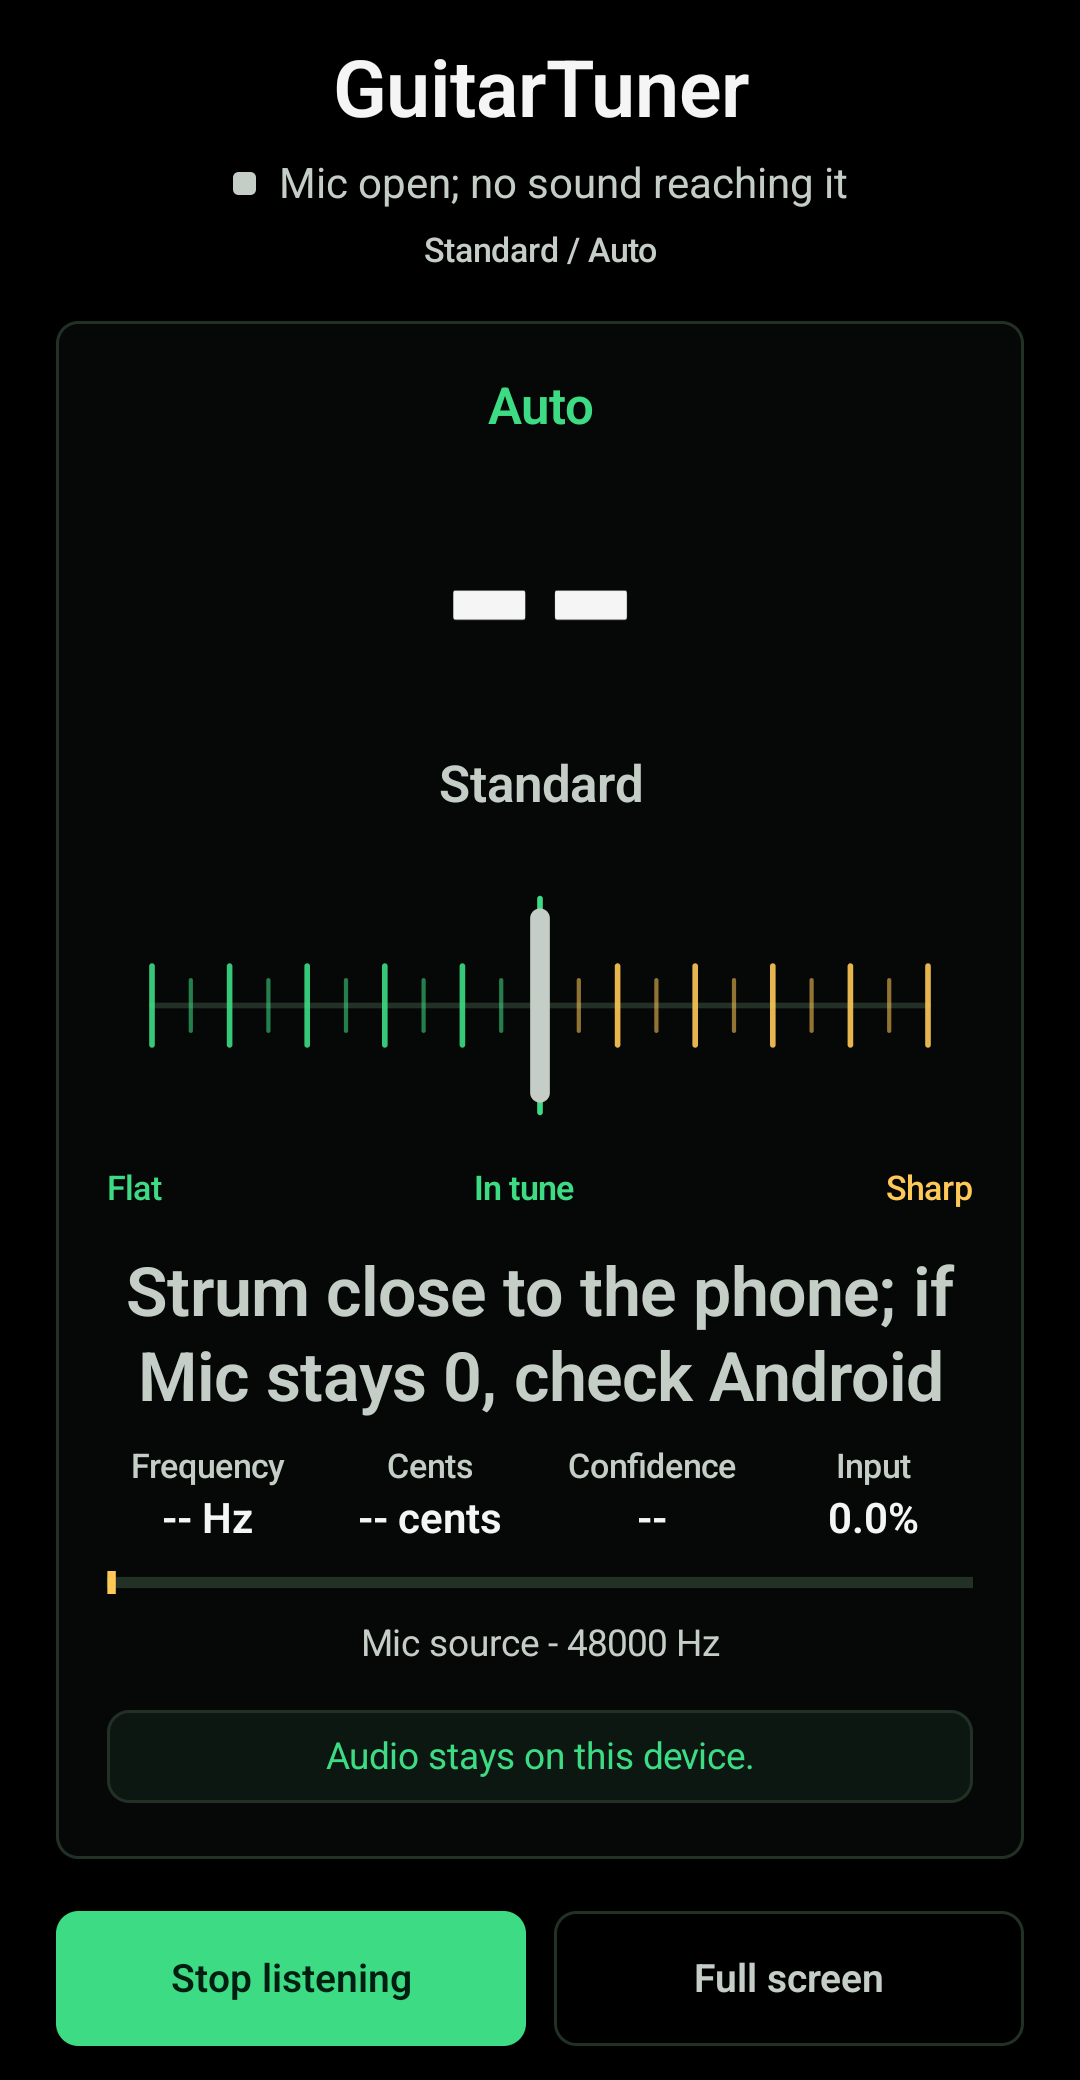 GuitarTuner
Mic open; no sound reaching it
Standard / Auto
Auto
--
Standard
Flat In tune Sharp
Strum close to the phone; if
Mic stays 0, check Android
Frequency Cents Confidence Input
-- Hz -- cents -- 0.0%
Mic source - 48000 Hz
Audio stays on this device.
Stop listening Full screen